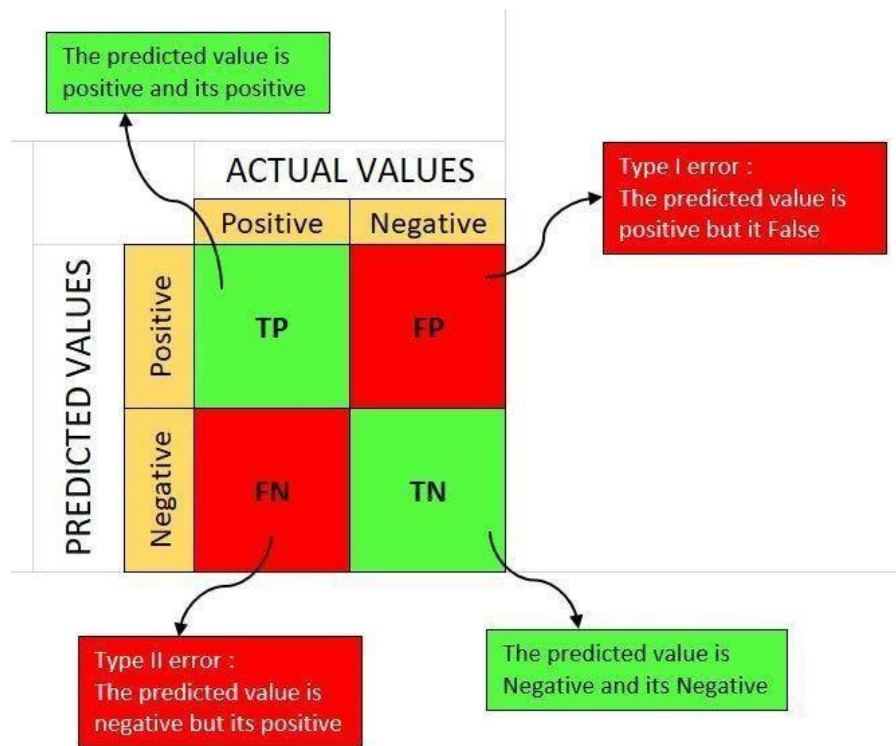 The predicted value is
positive and its positive
ACTUAL VALUES
Type I error :
The predicted value is
positive but it False
Positive
Negative
PREDICTED VALUES
Positive
TP
FP
Negative
FN
TN
Type II error :
The predicted value is
negative but its positive
The predicted value is
Negative and its Negative